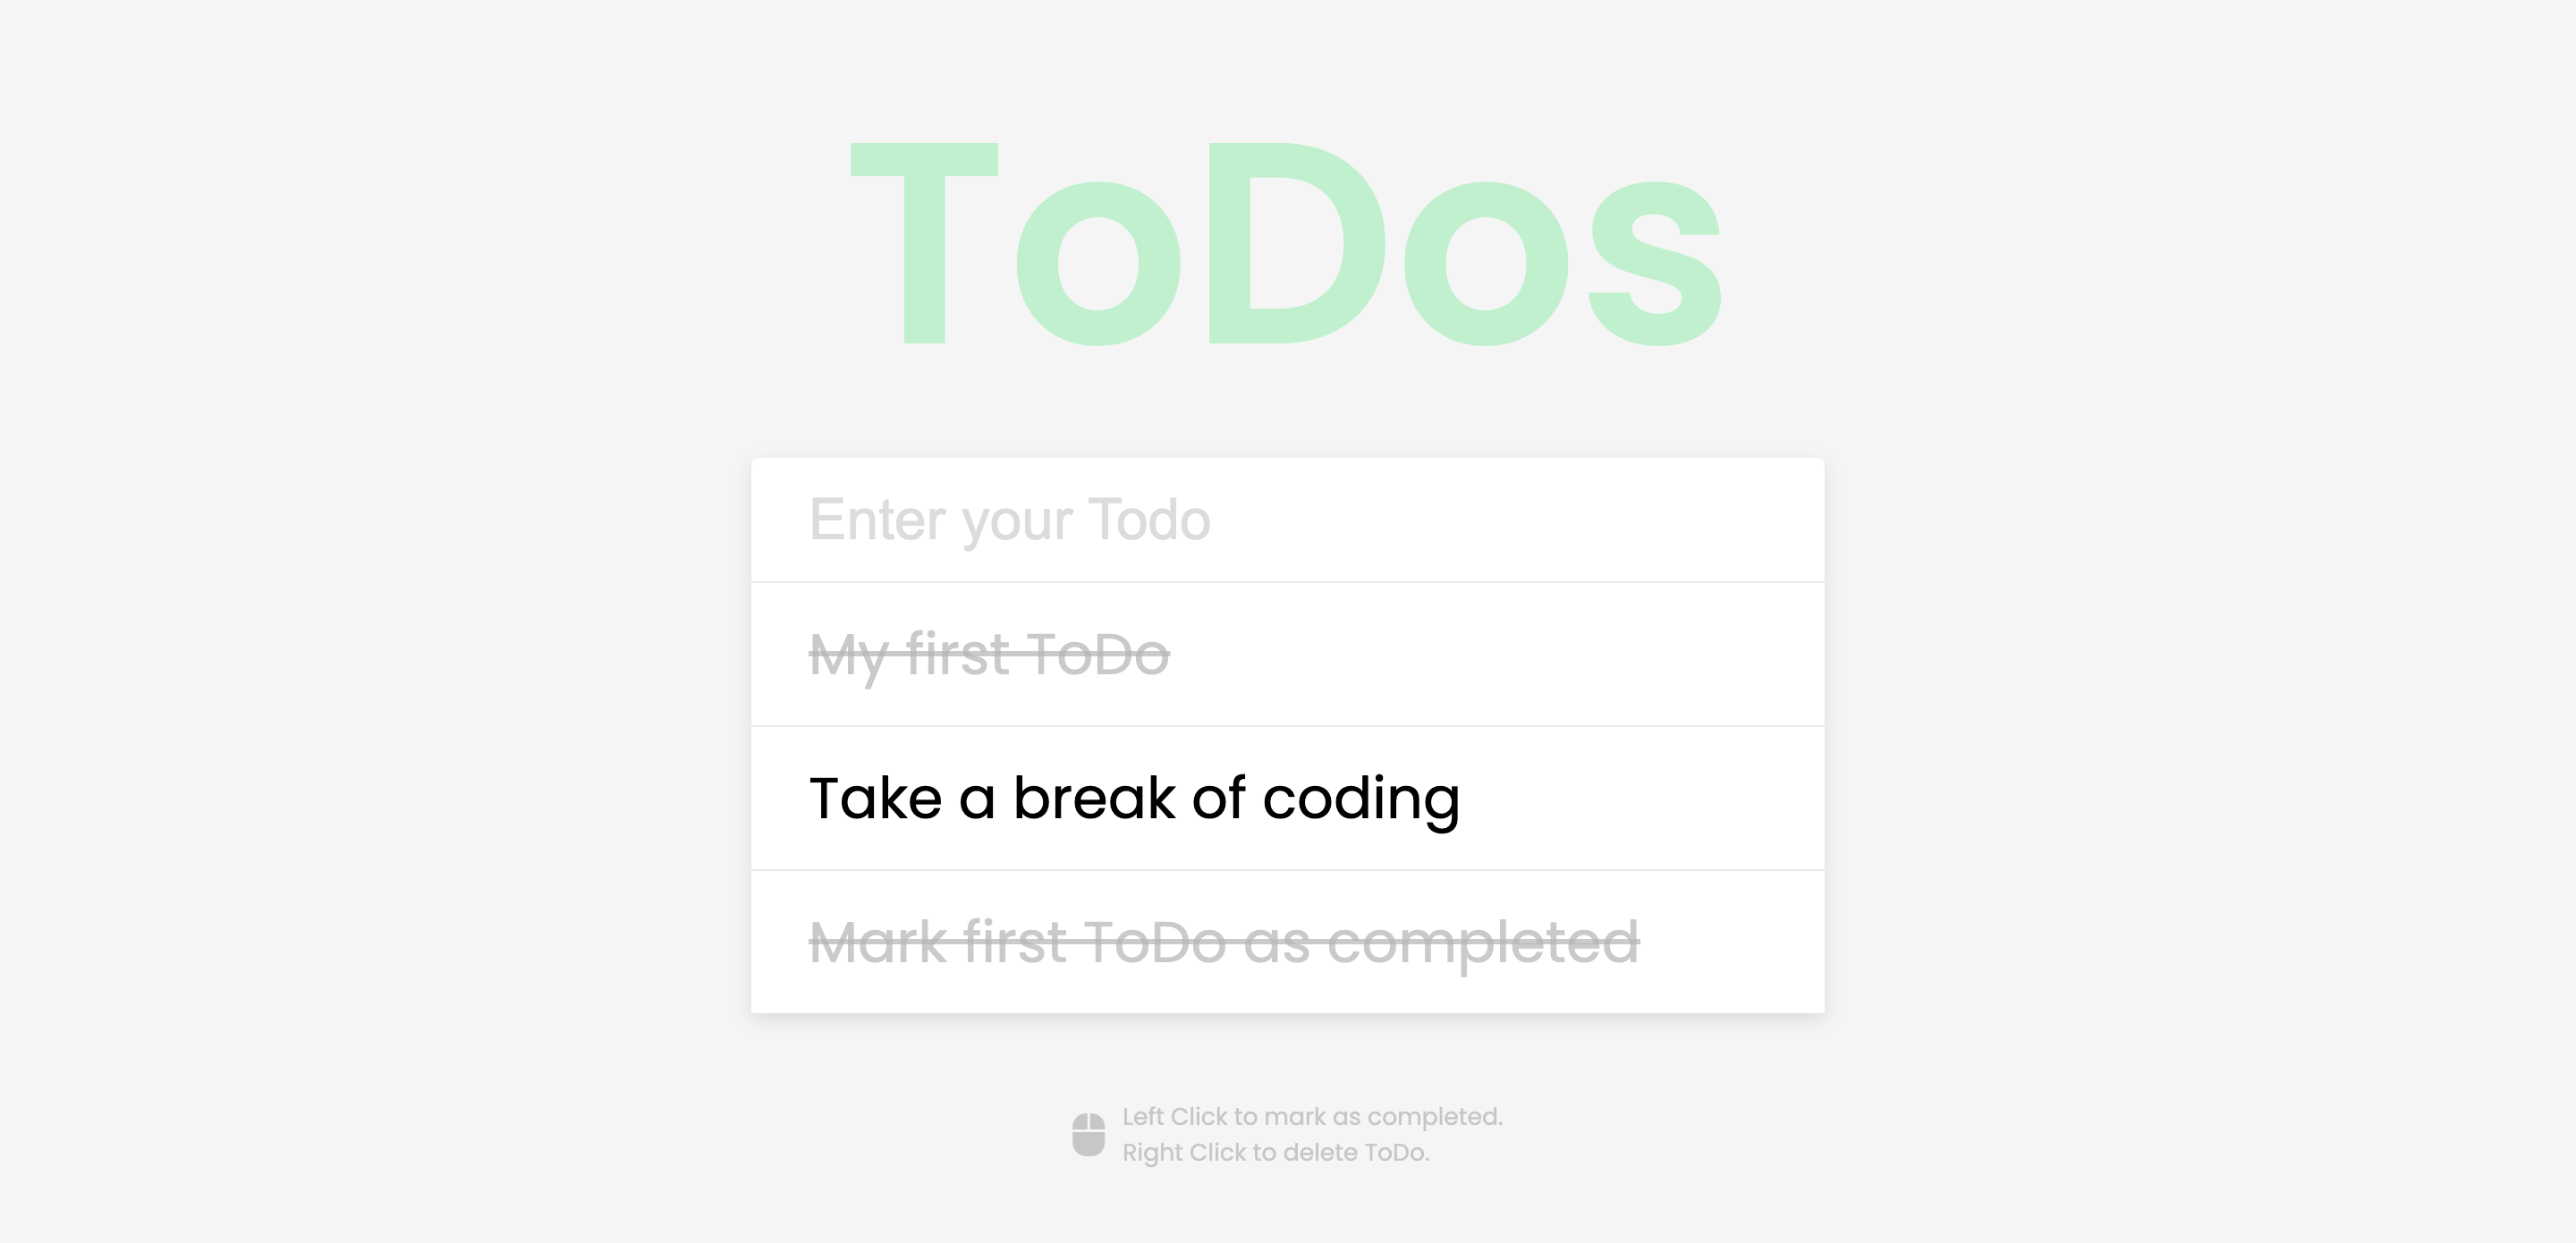 ToDos
Enter your Todo
My first ToDo
Take a break of coding
Mark first ToDo as completed
Left Click to mark as completed.
Right Click to delete ToDo.